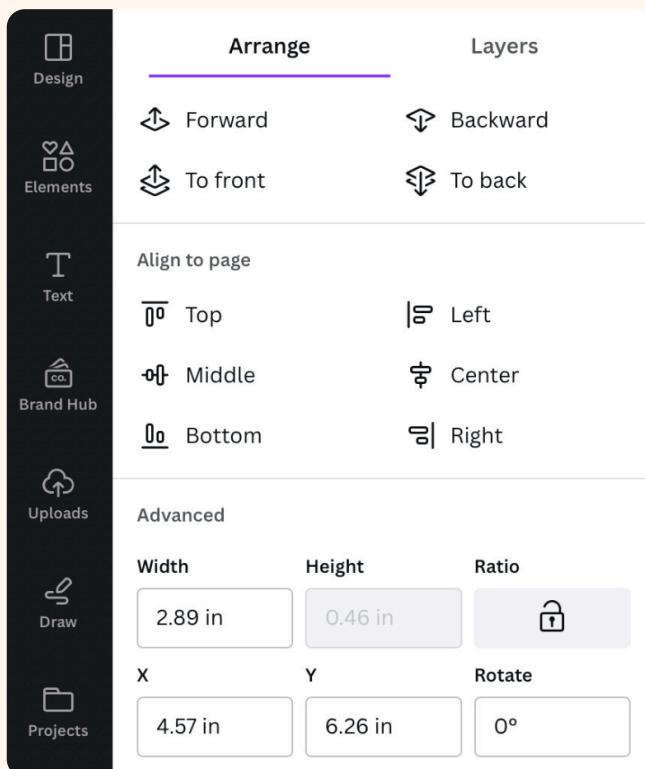 Design
Elements
Text
CO.
Brand Hub
Uploads
Draw
Projects
Arrange Layers
Forward Backward
To front To back
Align to page
Top Left
Middle Center
Bottom Right
Advanced
Width Height Ratio
2.89 in 0.46 in
X Y Rotate
4.57 in 6.26 in 0°